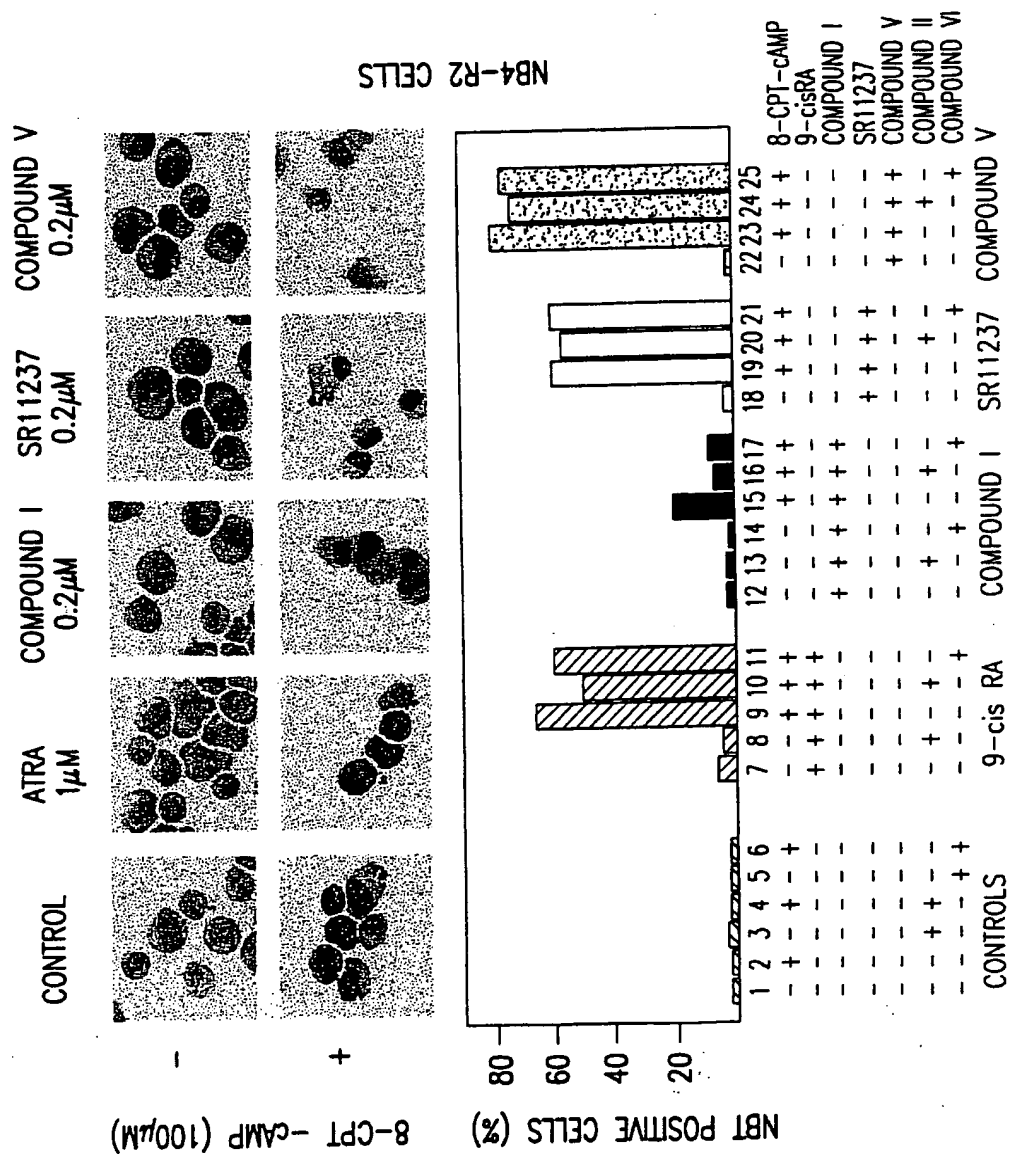 CONTROL
ATRA
1µM
COMPOUND I
0.2µM
SR11237
0.2µM
COMPOUND V
0.2µM
8-CPT -cAMP (100µM)
-
+
NB4-R2 CELLS
NBT POSITIVE CELLS (%)
80
60
40
20
1 2 3 4 5 6 7 8 9 10 11 12 13 14 15 16 17 18 19 20 21 22 23 24 25
- + - + - + - - + + + - - - + + + - + + + - + + + 8-CPT-cAMP
- - - - - - + + + + + - - - - - - - - - - - - - - 9-cisRA
- - - - - - - - - - - + + + + + + - - - - - - - - COMPOUND I
- - - - - - - - - - - - - - - - - + + + + - - - - SR11237
- - - - - - - - - - - - - - - - - - - - - + + + + COMPOUND V
- - + + - - - + - + - - + - - + - - - + - - - + - COMPOUND II
- - - - + + - - - - + - - + - - + - - - + - - - + COMPOUND VI
CONTROLS
9-cis RA
COMPOUND I
SR11237
COMPOUND V